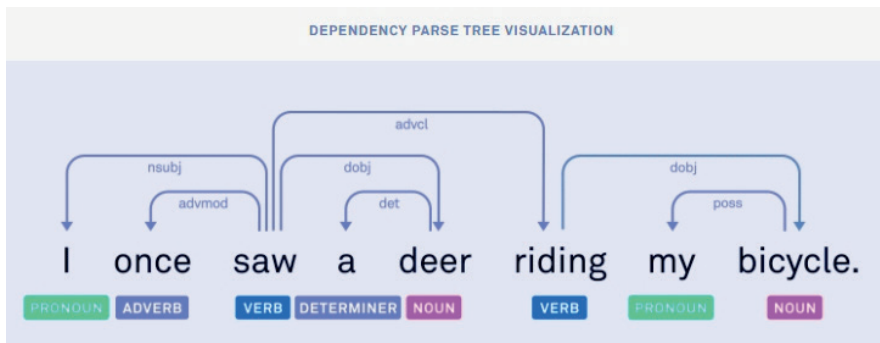 DEPENDENCY PARSE TREE VISUALIZATION
advcl
nsubj dobj dobj
advmod det poss
I once saw a deer riding my bicycle.
PRONOUN ADVERB VERB DETERMINER NOUN VERB PRONOUN NOUN